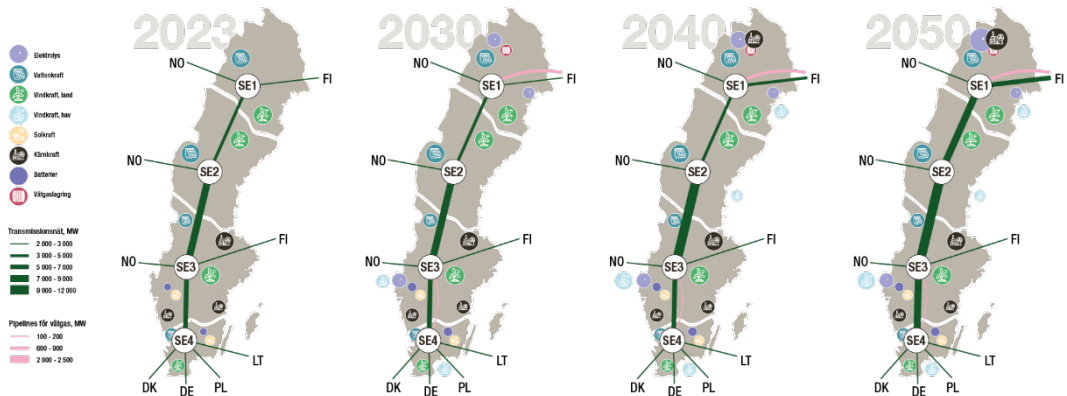 2023
2030
2040
2050
Elektrolys
Vattenkraft
Vindkraft, land
Vindkraft, hav
Solkraft
Kärnkraft
Batterier
Vätgaslagring
Transmissionsnät, MW
2 000 - 3 000
3 000 - 5 000
5 000 - 7 000
7 000 - 9 000
9 000 - 12 000
Pipelines för vätgas, MW
100 - 200
600 - 900
2 000 - 2 500
NO
SE1
FI
NO
SE2
FI
NO
SE3
SE4
LT
DK
DE
PL
NO
SE1
FI
NO
SE2
FI
NO
SE3
SE4
LT
DK
DE
PL
NO
SE1
FI
NO
SE2
FI
NO
SE3
SE4
LT
DK
DE
PL
NO
SE1
FI
NO
SE2
FI
NO
SE3
SE4
LT
DK
DE
PL